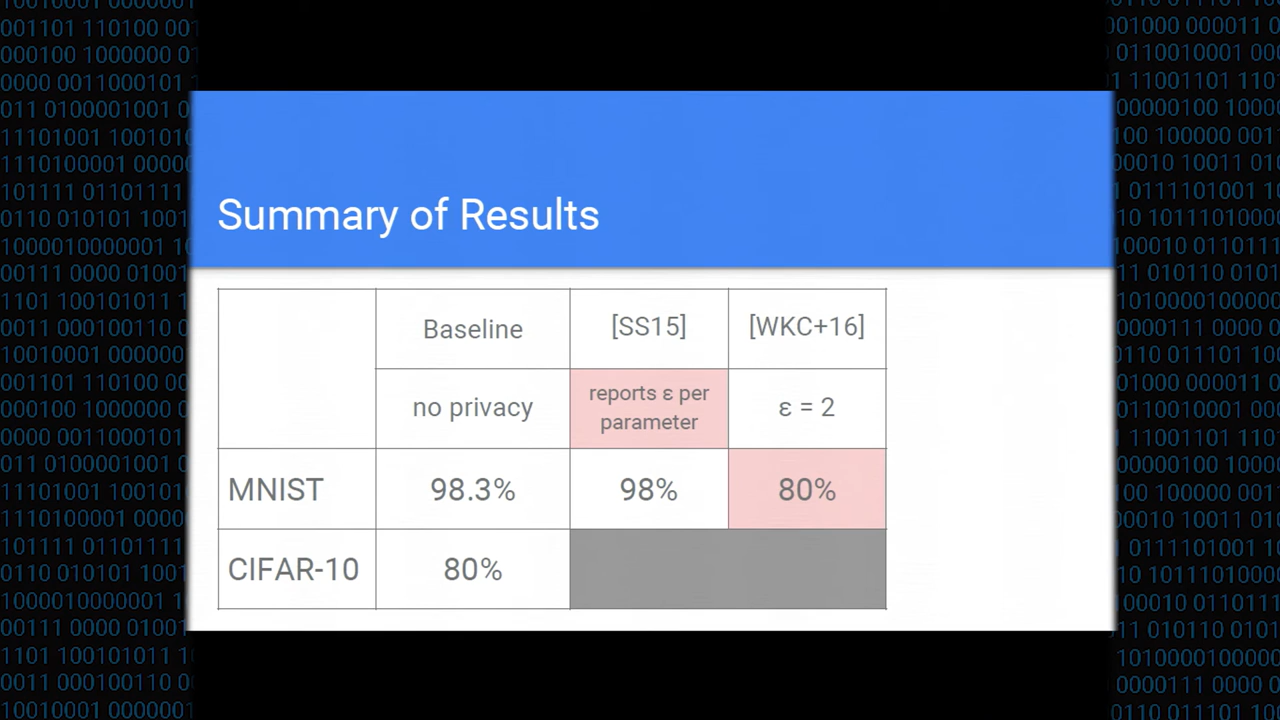 Summary of Results
Baseline [SS15] [WKC+16]
no privacy reports ε per parameter ε = 2
MNIST 98.3% 98% 80%
CIFAR-10 80%